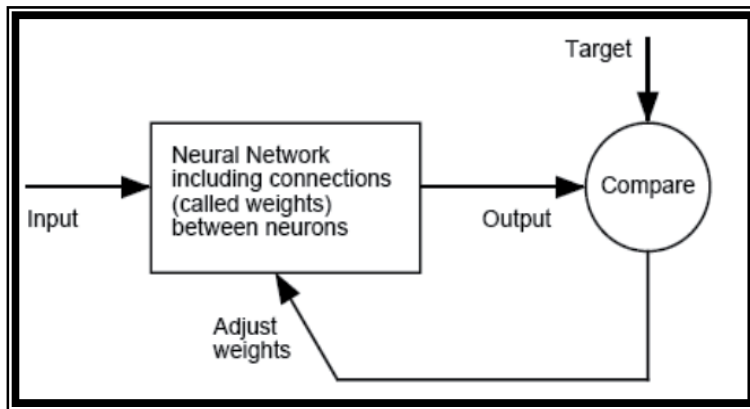 Target
Neural Network
including connections
(called weights)
between neurons
Compare
Input
Output
Adjust
weights